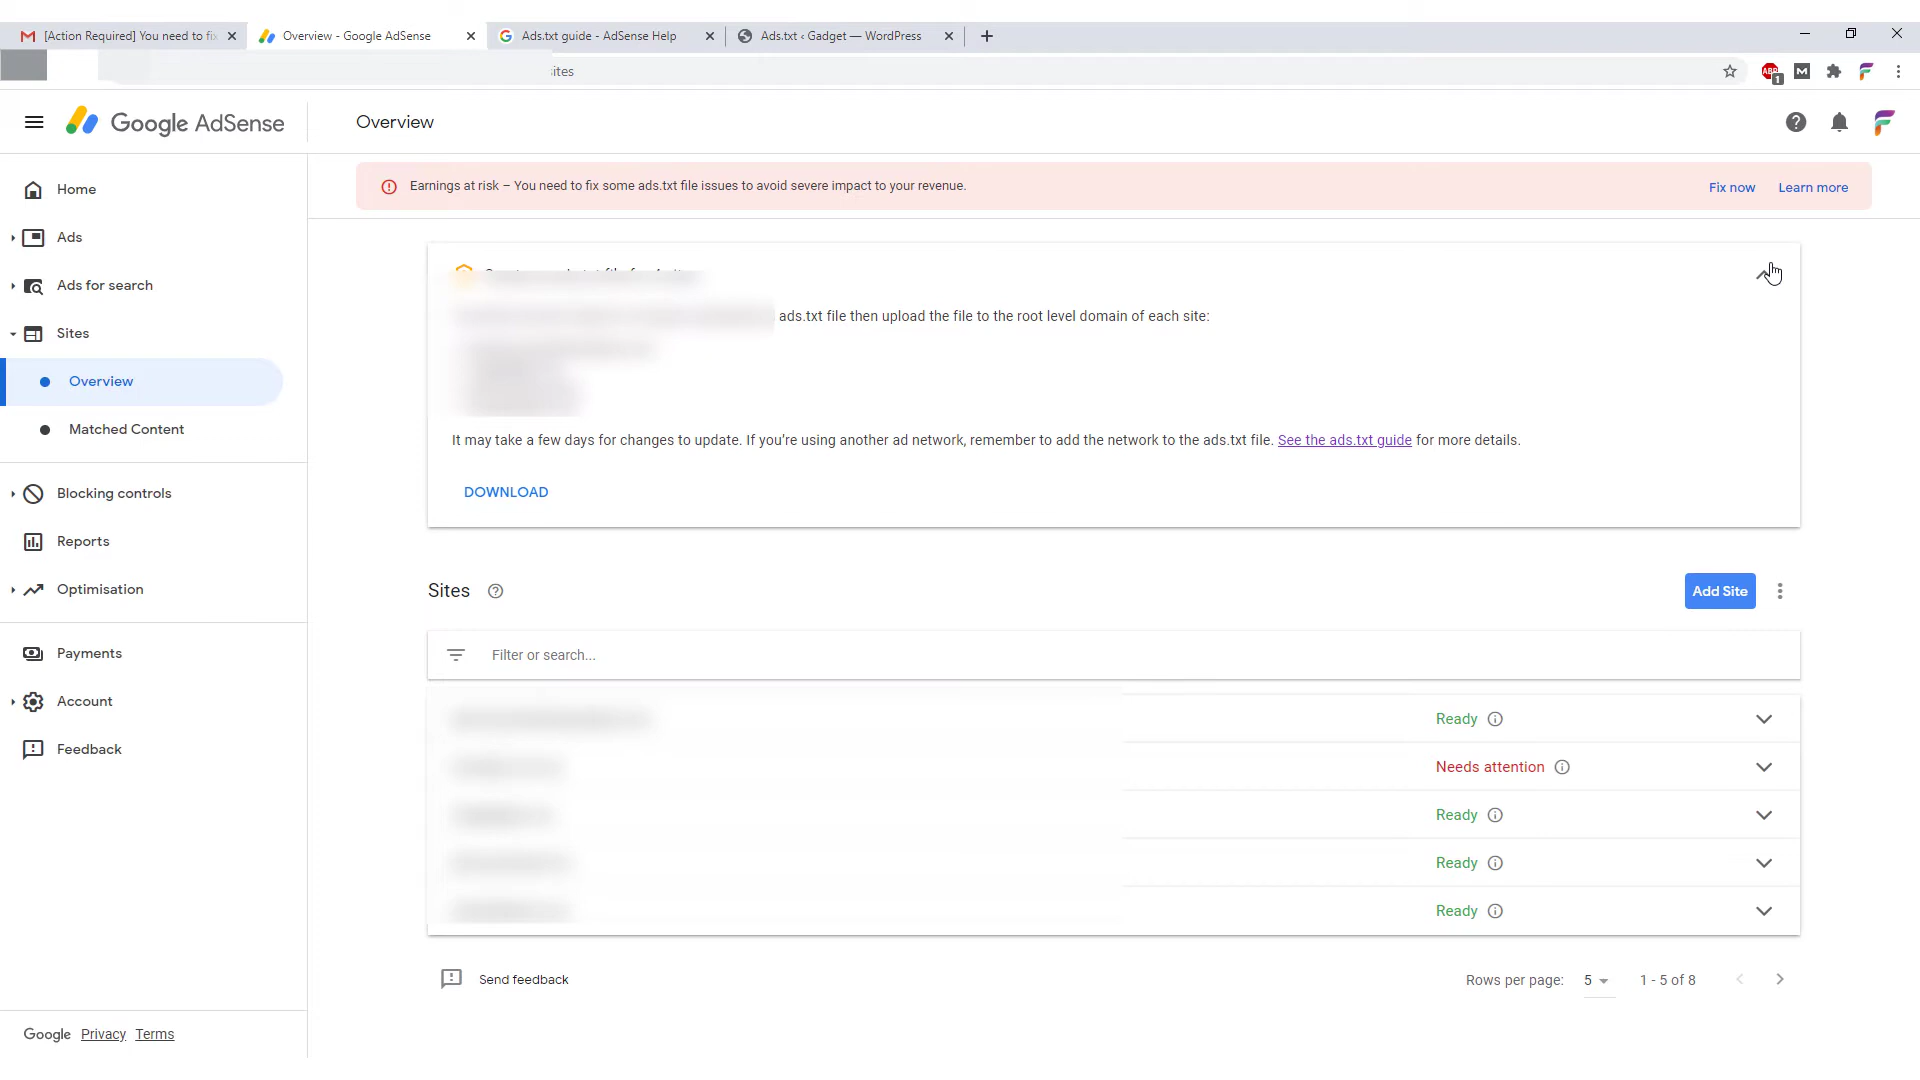 [Action Required] You need to fix
Overview - Google AdSense
Ads.txt guide - AdSense Help
Ads.txt ‹ Gadget — WordPress
sites
ABP
1
M
Google AdSense
Overview
Home
Earnings at risk – You need to fix some ads.txt file issues to avoid severe impact to your revenue.
Fix now
Learn more
Ads
Ads for search
Sites
Overview
Matched Content
ads.txt file then upload the file to the root level domain of each site:
It may take a few days for changes to update. If you're using another ad network, remember to add the network to the ads.txt file. See the ads.txt guide for more details.
DOWNLOAD
Blocking controls
Reports
Optimisation
Payments
Account
Feedback
Sites
Add Site
Filter or search...
Ready
Needs attention
Ready
Ready
Ready
Send feedback
Rows per page: 5 1 - 5 of 8
Google Privacy Terms